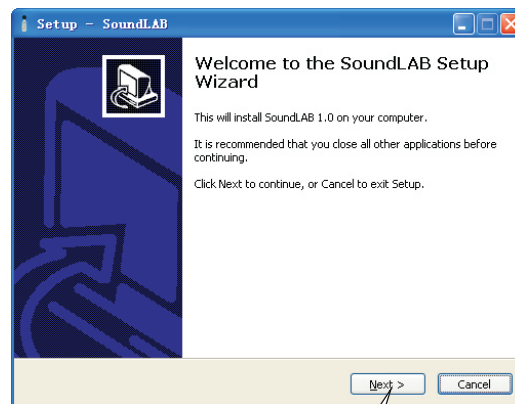 Setup - SoundLAB
Welcome to the SoundLAB Setup
Wizard
This will install SoundLAB 1.0 on your computer.
It is recommended that you close all other applications before
continuing.
Click Next to continue, or Cancel to exit Setup.
Next >
Cancel